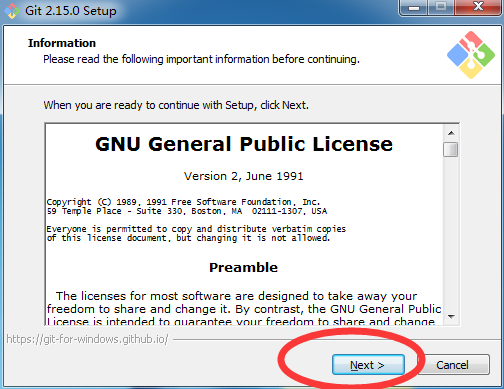 Git 2.15.0 Setup
Information
Please read the following important information before continuing.
When you are ready to continue with Setup, click Next.
GNU General Public License
Version 2, June 1991
Copyright (C) 1989, 1991 Free Software Foundation, Inc.
59 Temple Place - Suite 330, Boston, MA  02111-1307, USA
Everyone is permitted to copy and distribute verbatim copies
of this license document, but changing it is not allowed.
Preamble
The licenses for most software are designed to take away your
freedom to share and change it. By contrast, the GNU General Public
License is intended to guarantee your freedom to share and change
https://git-for-windows.github.io/
Next >
Cancel